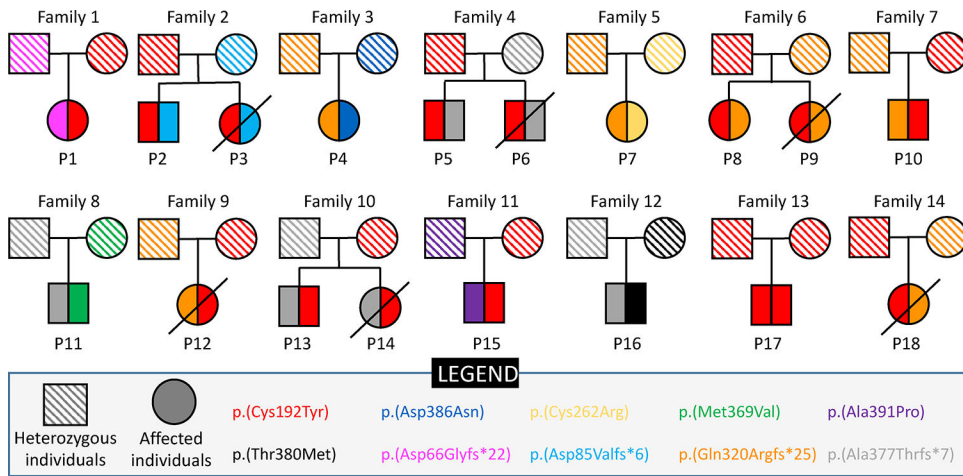 Family 1 Family 2 Family 3 Family 4 Family 5 Family 6 Family 7
P1 P2 P3 P4 P5 P6 P7 P8 P9 P10
Family 8 Family 9 Family 10 Family 11 Family 12 Family 13 Family 14
P11 P12 P13 P14 P15 P16 P17 P18
LEGEND
p.(Cys192Tyr) p.(Asp386Asn) p.(Cys262Arg) p.(Met369Val) p.(Ala391Pro)
Heterozygous Affected
individuals individuals
p.(Thr380Met) p.(Asp66Glyfs*22) p.(Asp85Valfs*6) p.(Gln320Argfs*25) p.(Ala377Thrfs*7)